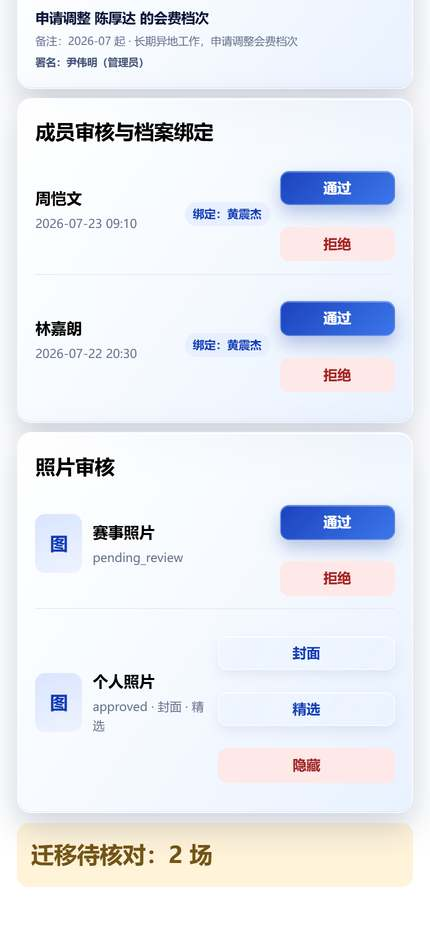 申请调整 陈厚达 的会费档次
备注：2026-07 起 · 长期异地工作，申请调整会费档次
署名：尹伟明（管理员）
成员审核与档案绑定
周恺文
2026-07-23 09:10
绑定：黄震杰
通过
拒绝
林嘉朗
2026-07-22 20:30
绑定：黄震杰
通过
拒绝
照片审核
图
赛事照片
pending_review
通过
拒绝
图
个人照片
approved · 封面 · 精
选
封面
精选
隐藏
迁移待核对：2 场